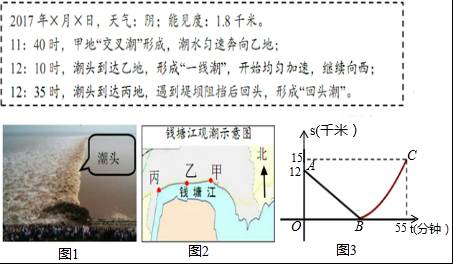 2017年×月×日，天气：阴；能见度：1.8千米。
11：40时，甲地“交叉潮”形成，潮水匀速奔向乙地；
12：10时，潮头到达乙地，形成“一线潮”，开始均匀加速，继续向西；
12：35时，潮头到达丙地，遇到堤坝阻挡后回头，形成“回头潮”。
潮头
图1
钱塘江观潮示意图
北
丙 乙 甲
钱塘江
图2
s(千米)
15
12
A
C
O
B
55
t(分钟)
图3